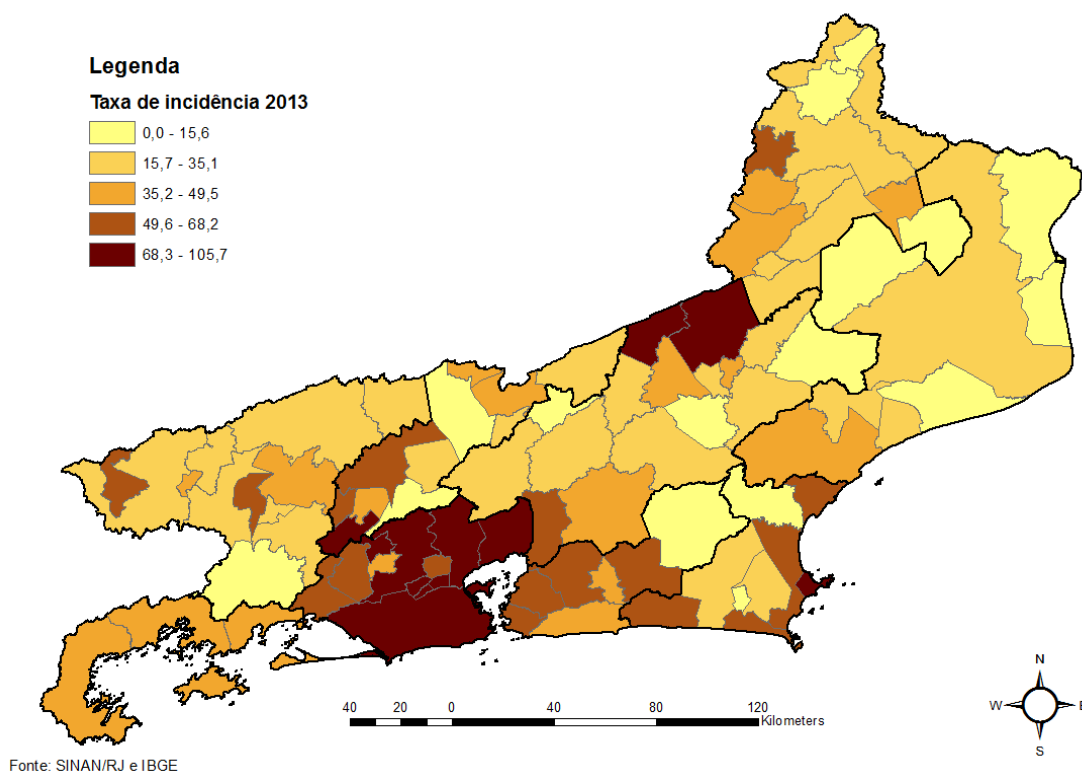 Legenda
Taxa de incidência 2013
0,0 - 15,6
15,7 - 35,1
35,2 - 49,5
49,6 - 68,2
68,3 - 105,7
N
W
E
S
40 20 0 40 80 120
Kilometers
Fonte: SINAN/RJ e IBGE